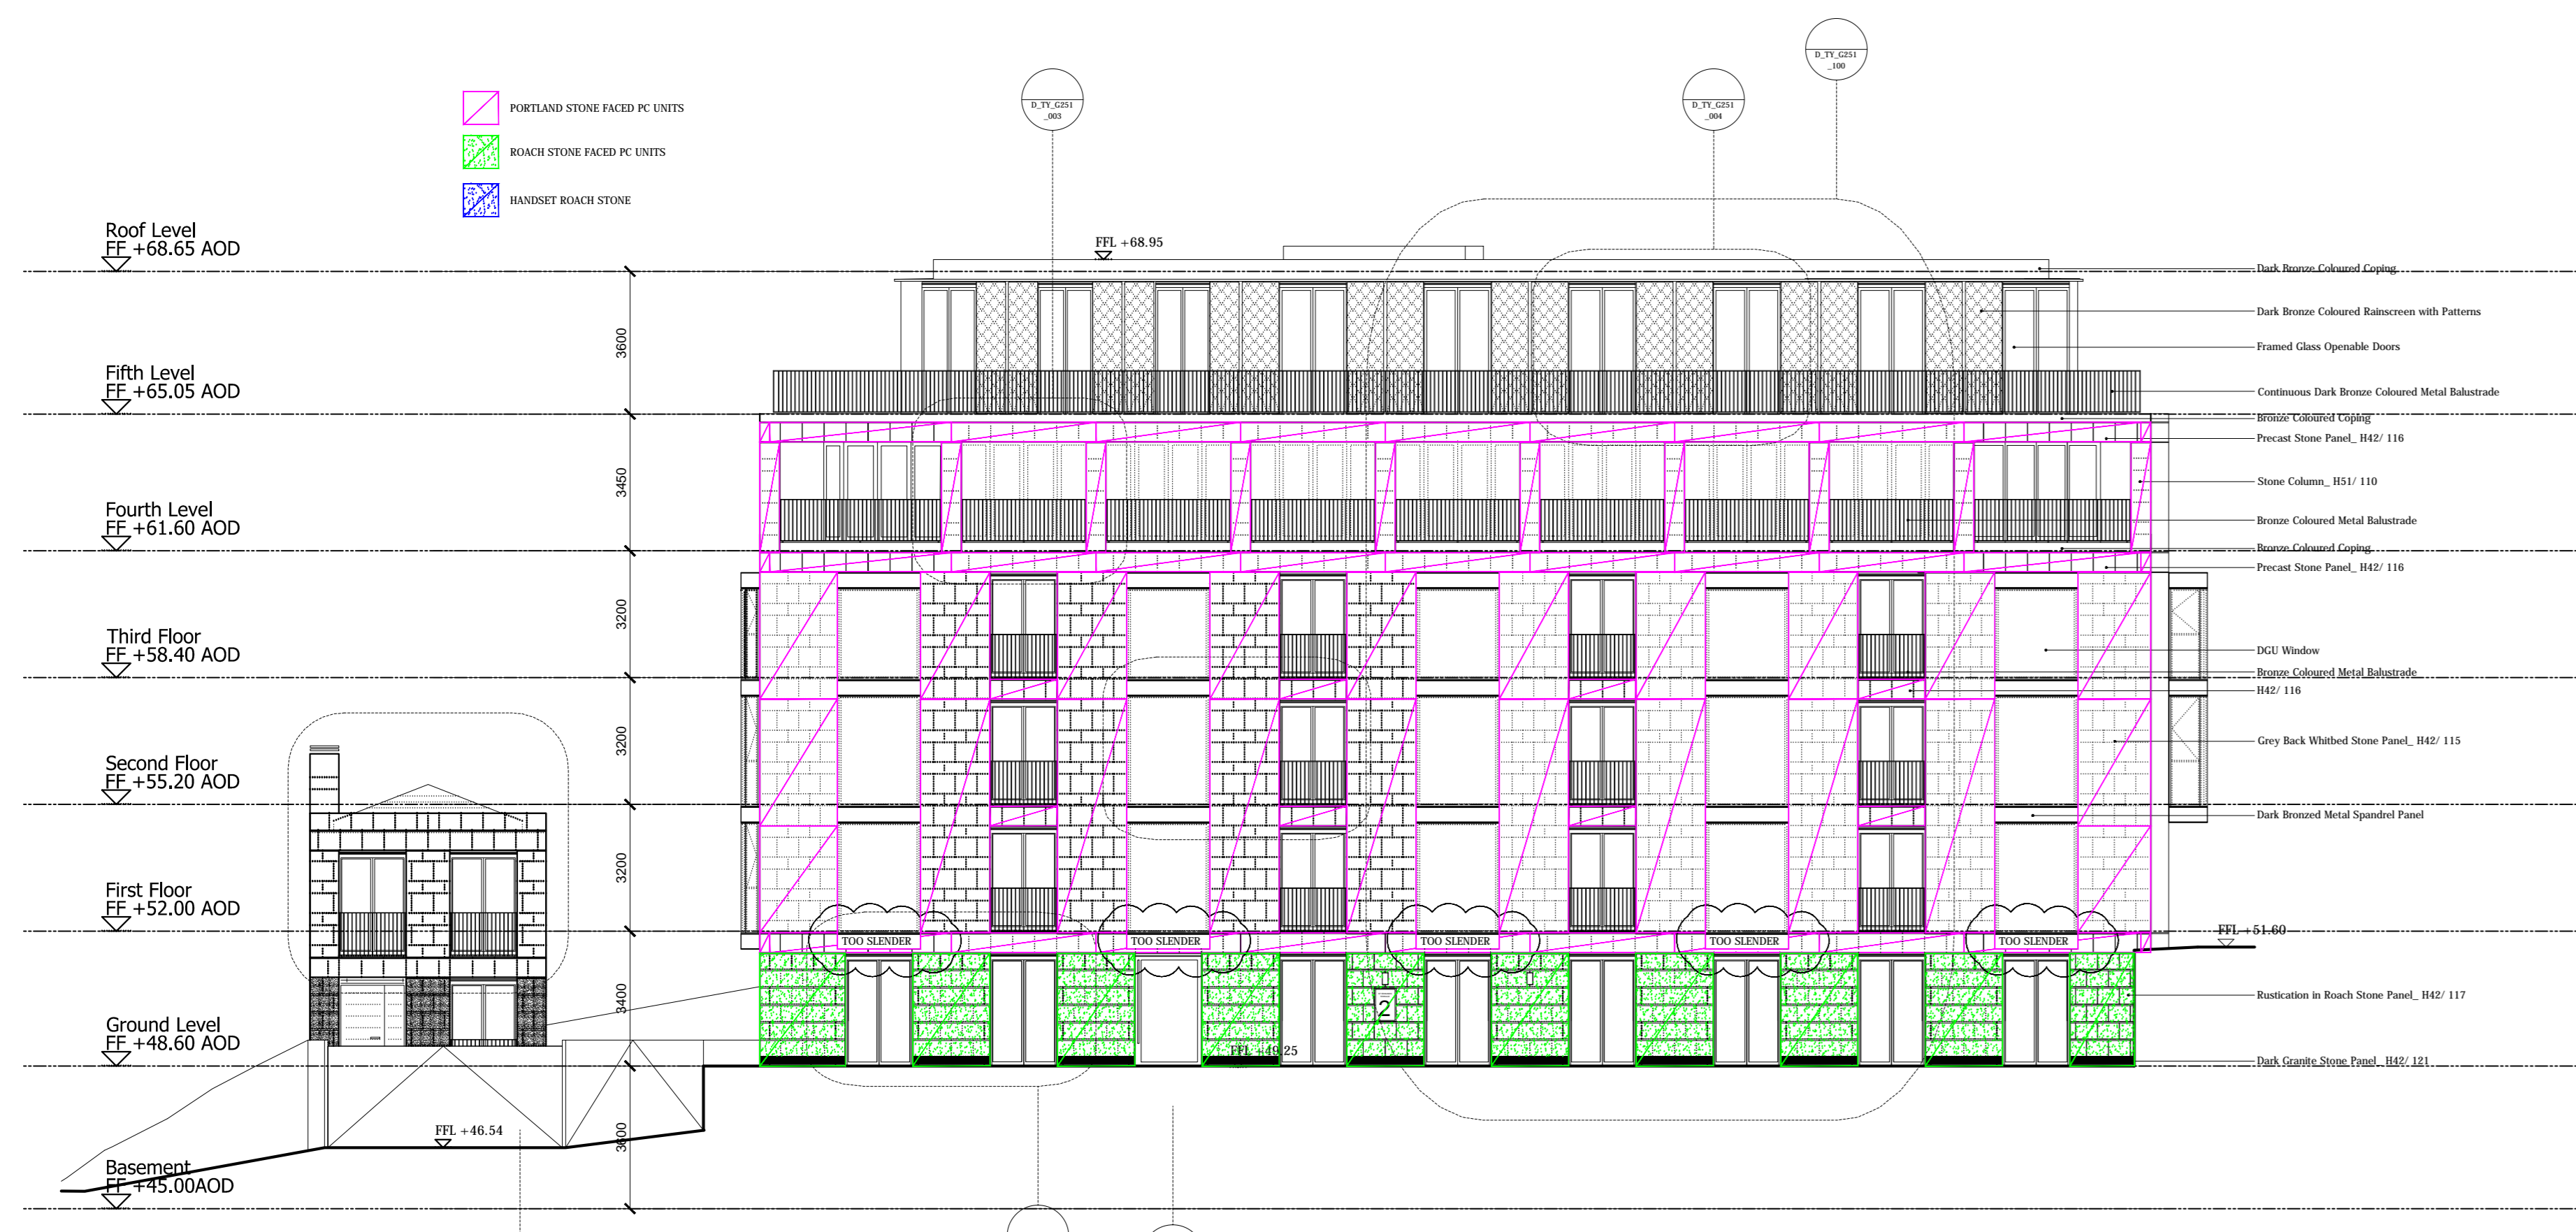 D_TY_G251
_100
D_TY_G251
_003
D_TY_G251
_004
PORTLAND STONE FACED PC UNITS
ROACH STONE FACED PC UNITS
HANDSET ROACH STONE
Roof Level
FF +68.65 AOD
Fifth Level
FF +65.05 AOD
Fourth Level
FF +61.60 AOD
Third Floor
FF +58.40 AOD
Second Floor
FF +55.20 AOD
First Floor
FF +52.00 AOD
Ground Level
FF +48.60 AOD
Basement
FF +45.00AOD
3600
3450
3200
3200
3200
3400
3600
FFL +68.95
FFL +46.54
FFL +49.25
FFL +51.60
TOO SLENDER
TOO SLENDER
TOO SLENDER
TOO SLENDER
TOO SLENDER
2
Dark Bronze Coloured Coping
Dark Bronze Coloured Rainscreen with Patterns
Framed Glass Openable Doors
Continuous Dark Bronze Coloured Metal Balustrade
Bronze Coloured Coping
Precast Stone Panel_ H42/ 116
Stone Column_ H51/ 110
Bronze Coloured Metal Balustrade
Bronze Coloured Coping
Precast Stone Panel_ H42/ 116
DGU Window
Bronze Coloured Metal Balustrade
H42/ 116
Grey Back Whitbed Stone Panel_ H42/ 115
Dark Bronzed Metal Spandrel Panel
Rustication in Roach Stone Panel_ H42/ 117
Dark Granite Stone Panel_ H42/ 121